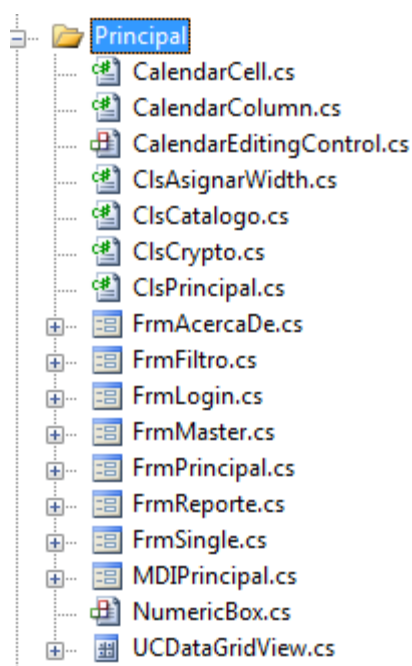 Principal
CalendarCell.cs
CalendarColumn.cs
CalendarEditingControl.cs
ClsAsignarWidth.cs
ClsCatalogo.cs
ClsCrypto.cs
ClsPrincipal.cs
FrmAcercaDe.cs
FrmFiltro.cs
FrmLogin.cs
FrmMaster.cs
FrmPrincipal.cs
FrmReporte.cs
FrmSingle.cs
MDIPrincipal.cs
NumericBox.cs
UCDataGridView.cs